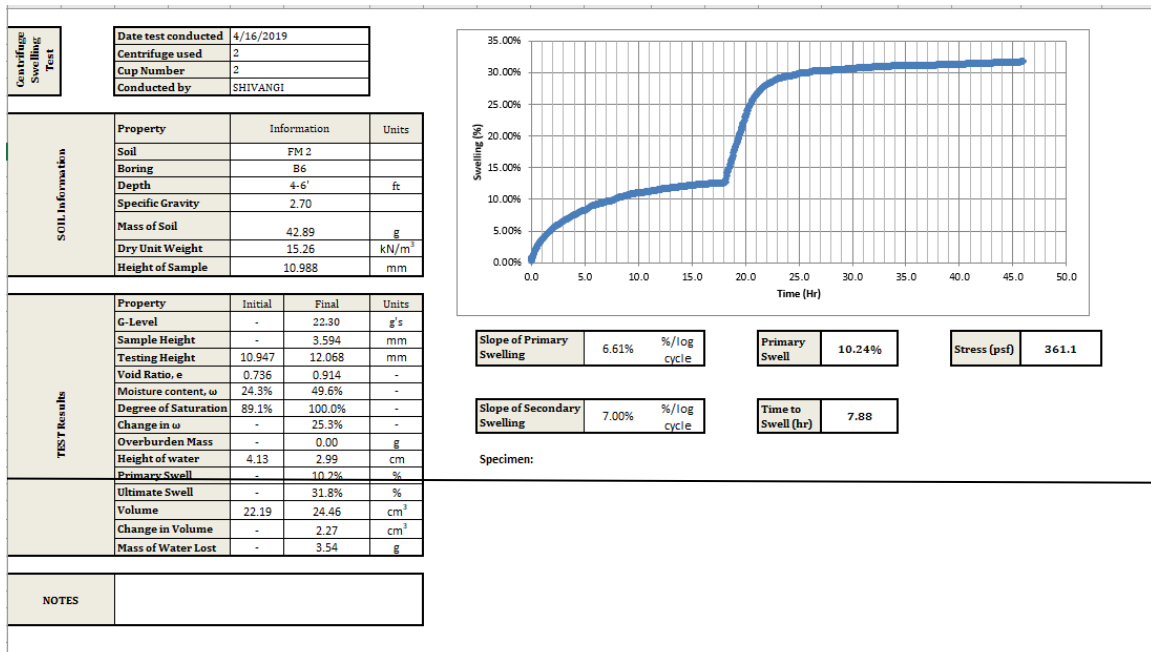 Centrifuge
Swelling
Test
Date test conducted 4/16/2019
Centrifuge used 2
Cup Number 2
Conducted by SHIVANGI
SOIL Information
Property Information Units
Soil FM 2
Boring B6
Depth 4-6' ft
Specific Gravity 2.70
Mass of Soil 42.89 g
Dry Unit Weight 15.26 kN/m³
Height of Sample 10.988 mm
TEST Results
Property Initial Final Units
G-Level - 22.30 g's
Sample Height - 3.594 mm
Testing Height 10.947 12.068 mm
Void Ratio, e 0.736 0.914 -
Moisture content, ω 24.3% 49.6% -
Degree of Saturation 89.1% 100.0% -
Change in ω - 25.3% -
Overburden Mass - 0.00 g
Height of water 4.13 2.99 cm
Primary Swell - 10.2% %
Ultimate Swell - 31.8% %
Volume 22.19 24.46 cm³
Change in Volume - 2.27 cm³
Mass of Water Lost - 3.54 g
NOTES
Swelling (%)
35.00%
30.00%
25.00%
20.00%
15.00%
10.00%
5.00%
0.00%
0.0 5.0 10.0 15.0 20.0 25.0 30.0 35.0 40.0 45.0 50.0
Time (Hr)
Slope of Primary
Swelling
6.61%
%/log
cycle
Primary
Swell
10.24%
Stress (psf) 361.1
Slope of Secondary
Swelling
7.00%
%/log
cycle
Time to
Swell (hr)
7.88
Specimen: